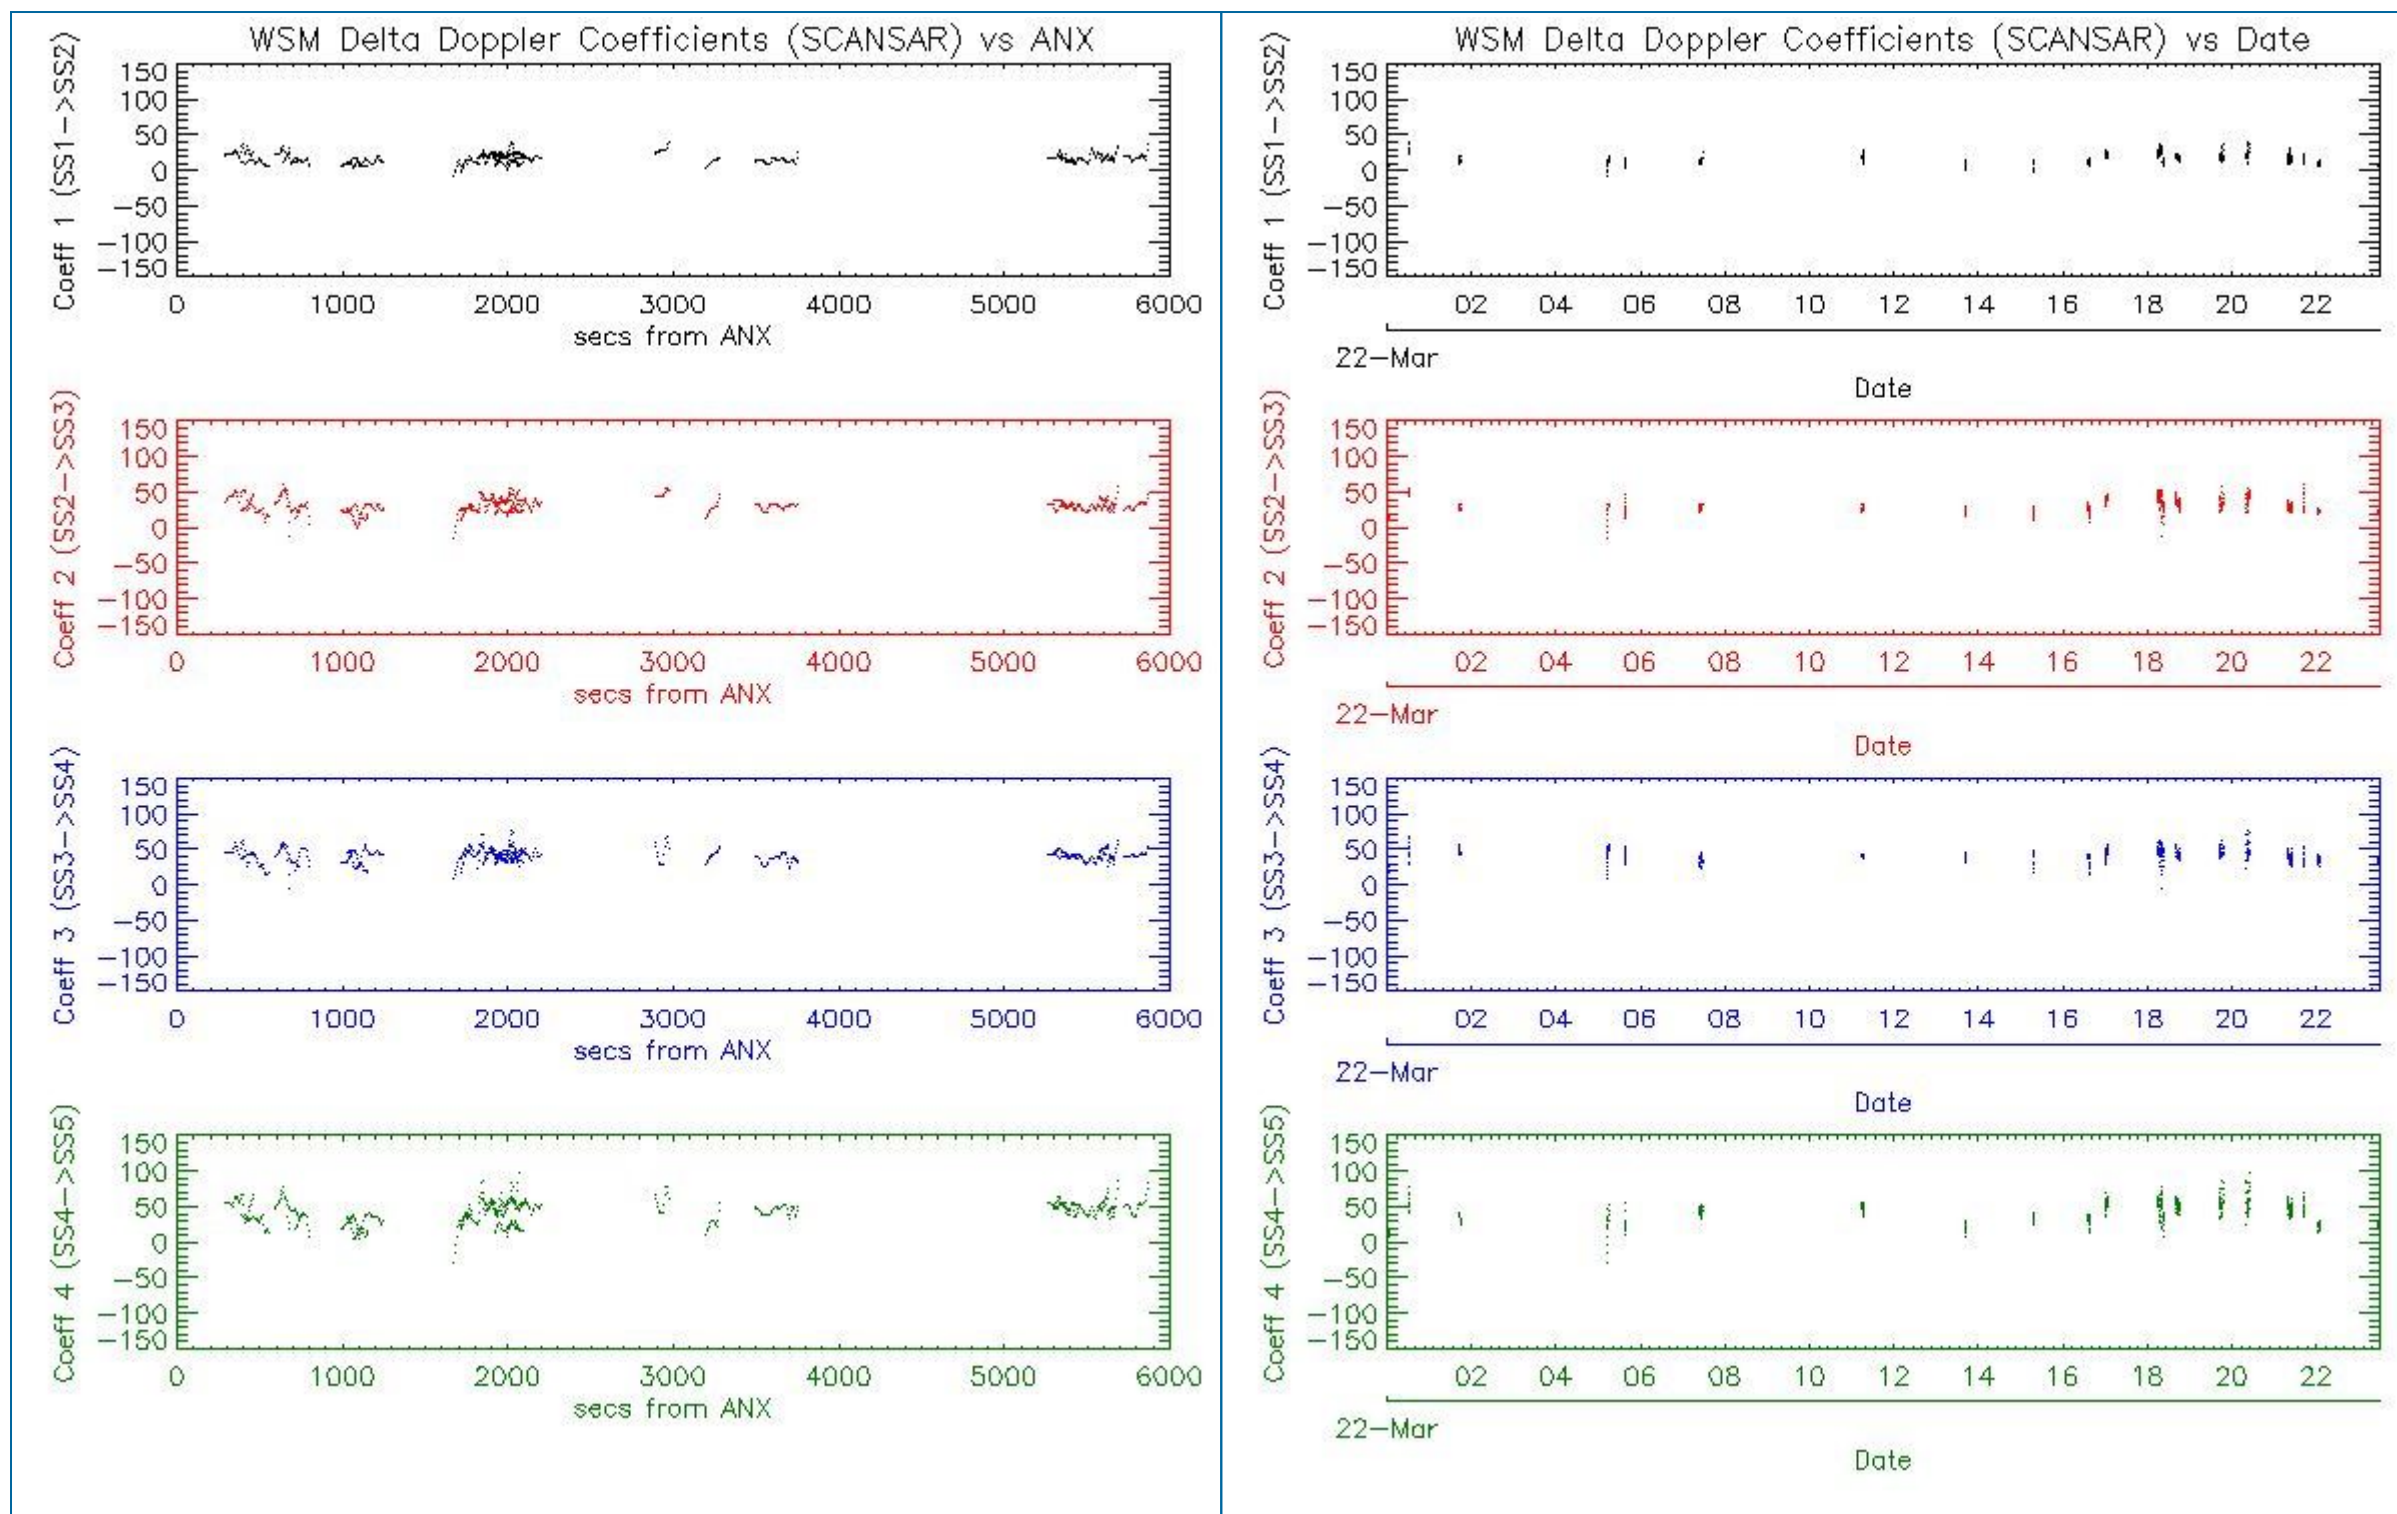 WSM Delta Doppler Coefficients (SCANSAR) vs ANX
Coeff 1 (SS1->SS2)
150
100
50
0
-50
-100
-150
0 1000 2000 3000 4000 5000 6000
secs from ANX
Coeff 2 (SS2->SS3)
150
100
50
0
-50
-100
-150
0 1000 2000 3000 4000 5000 6000
secs from ANX
Coeff 3 (SS3->SS4)
150
100
50
0
-50
-100
-150
0 1000 2000 3000 4000 5000 6000
secs from ANX
Coeff 4 (SS4->SS5)
150
100
50
0
-50
-100
-150
0 1000 2000 3000 4000 5000 6000
secs from ANX
WSM Delta Doppler Coefficients (SCANSAR) vs Date
Coeff 1 (SS1->SS2)
150
100
50
0
-50
-100
-150
02 04 06 08 10 12 14 16 18 20 22
22-Mar
Date
Coeff 2 (SS2->SS3)
150
100
50
0
-50
-100
-150
02 04 06 08 10 12 14 16 18 20 22
22-Mar
Date
Coeff 3 (SS3->SS4)
150
100
50
0
-50
-100
-150
02 04 06 08 10 12 14 16 18 20 22
22-Mar
Date
Coeff 4 (SS4->SS5)
150
100
50
0
-50
-100
-150
02 04 06 08 10 12 14 16 18 20 22
22-Mar
Date